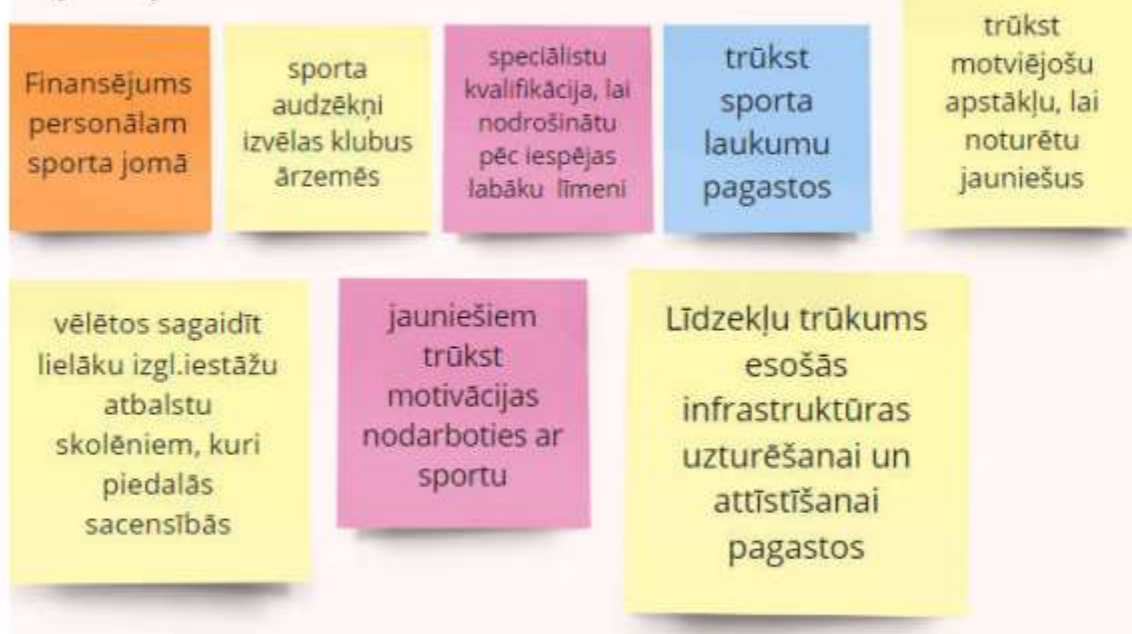 Finansējums
personālam
sporta jomā
sporta
audzēkņi
izvēlas klubus
ārzemēs
speciālistu
kvalifikācija, lai
nodrošinātu
pēc iespējas
labāku līmeni
trūkst
sporta
laukumu
pagastos
trūkst
motviējošu
apstākļu, lai
noturētu
jauniešus
vēlētos sagaidīt
lielāku izgl.iestāžu
atbalstu
skolēniem, kuri
piedalās
sacensībās
jauniešiem
trūkst
motivācijas
nodarboties ar
sportu
Līdzekļu trūkums
esošās
infrastruktūras
uzturēšanai un
attīstīšanai
pagastos